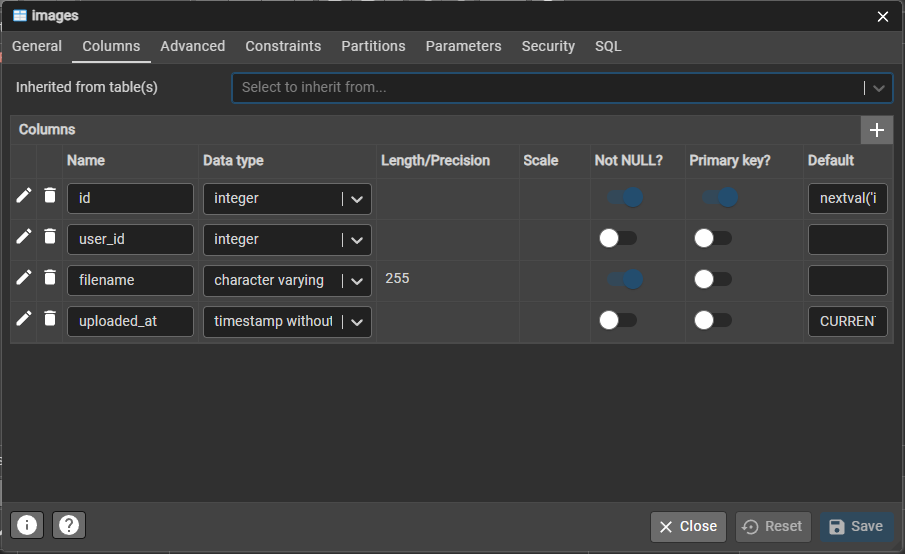 images
General Columns Advanced Constraints Partitions Parameters Security SQL
Inherited from table(s) Select to inherit from...
Columns
Name Data type Length/Precision Scale Not NULL? Primary key? Default
id integer nextval('i
user_id integer
filename character varying 255
uploaded_at timestamp without CURREN
Close Reset Save